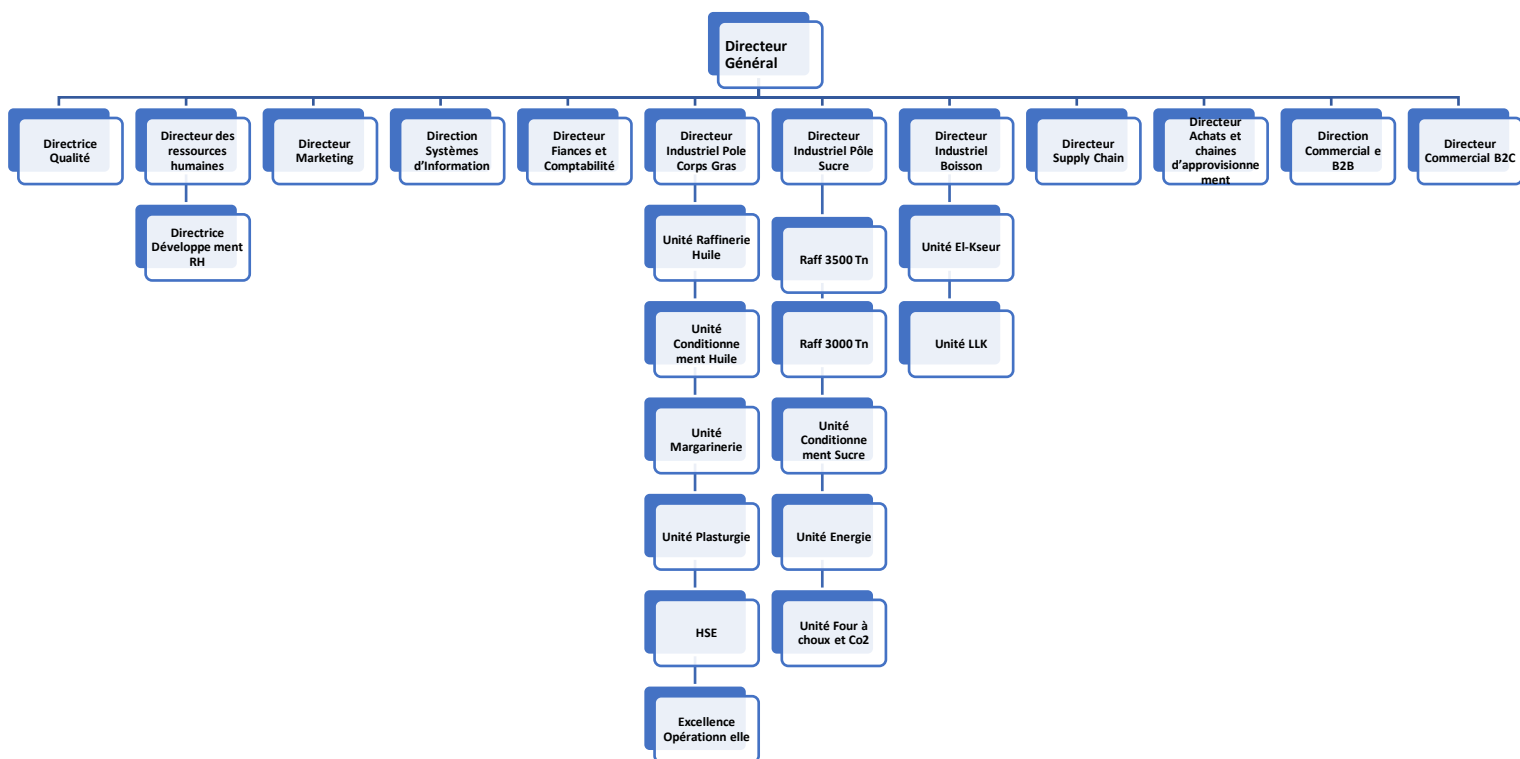 Directeur
Général
Directrice
Qualité
Directeur des
ressources
humaines
Directeur
Marketing
Direction
Systèmes
d'Information
Directeur
Fiances et
Comptabilité
Directeur
Industriel Pole
Corps Gras
Directeur
Industriel Pôle
Sucre
Directeur
Industriel
Boisson
Directeur
Supply Chain
Directeur
Achats et
chaines
d'approvisionne
ment
Direction
Commercial e
B2B
Directeur
Commercial B2C
Directrice
Développe ment
RH
Unité Raffinerie
Huile
Raff 3500 Tn
Unité El-Kseur
Unité
Conditionne
ment Huile
Raff 3000 Tn
Unité LLK
Unité
Margarinerie
Unité
Conditionne
ment Sucre
Unité Plasturgie
Unité Energie
HSE
Unité Four à
choux et Co2
Excellence
Opérationn elle